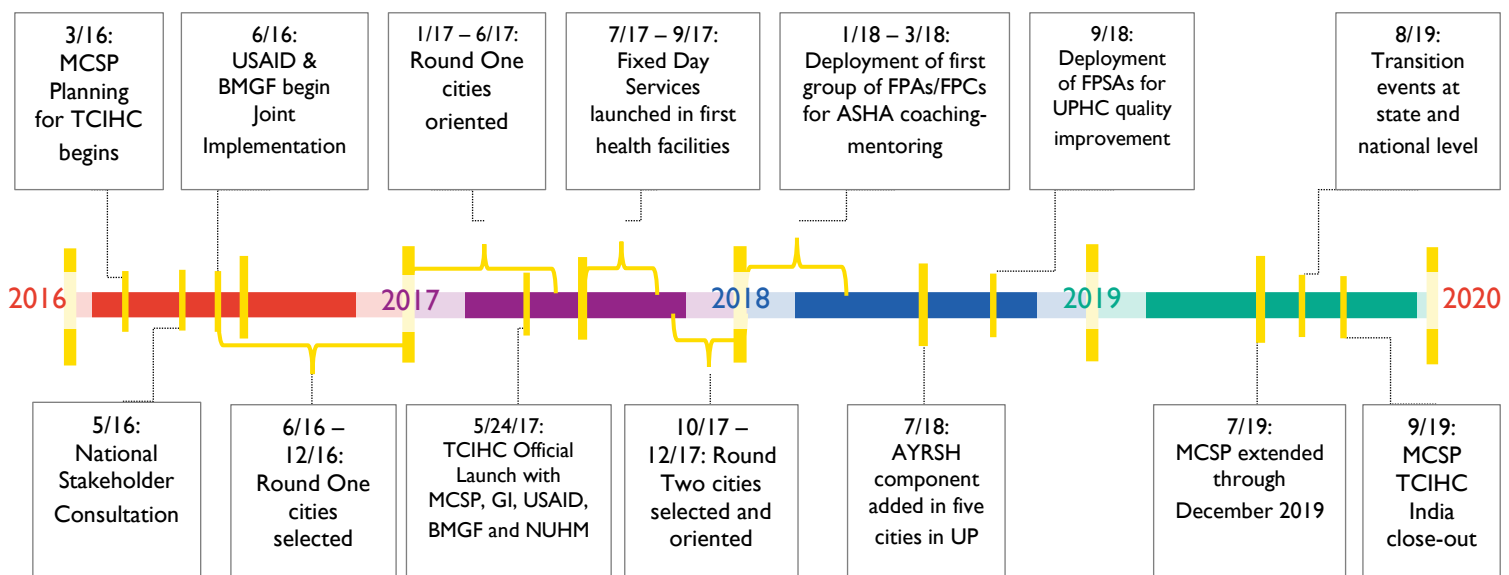 3/16:
MCSP
Planning
for TCIHC
begins
6/16:
USAID &
BMGF begin
Joint
Implementation
1/17 – 6/17:
Round One
cities
oriented
7/17 – 9/17:
Fixed Day
Services
launched in first
health facilities
1/18 – 3/18:
Deployment of first
group of FPAs/FPCs
for ASHA coaching-
mentoring
9/18:
Deployment
of FPSAs for
UPHC quality
improvement
8/19:
Transition
events at
state and
national level
2016
2017
2018
2019
2020
5/16:
National
Stakeholder
Consultation
6/16 –
12/16:
Round One
cities
selected
5/24/17:
TCIHC Official
Launch with
MCSP, GI, USAID,
BMGF and NUHM
10/17 –
12/17: Round
Two cities
selected and
oriented
7/18:
AYRSH
component
added in five
cities in UP
7/19:
MCSP extended
through
December 2019
9/19:
MCSP
TCIHC
India
close-out